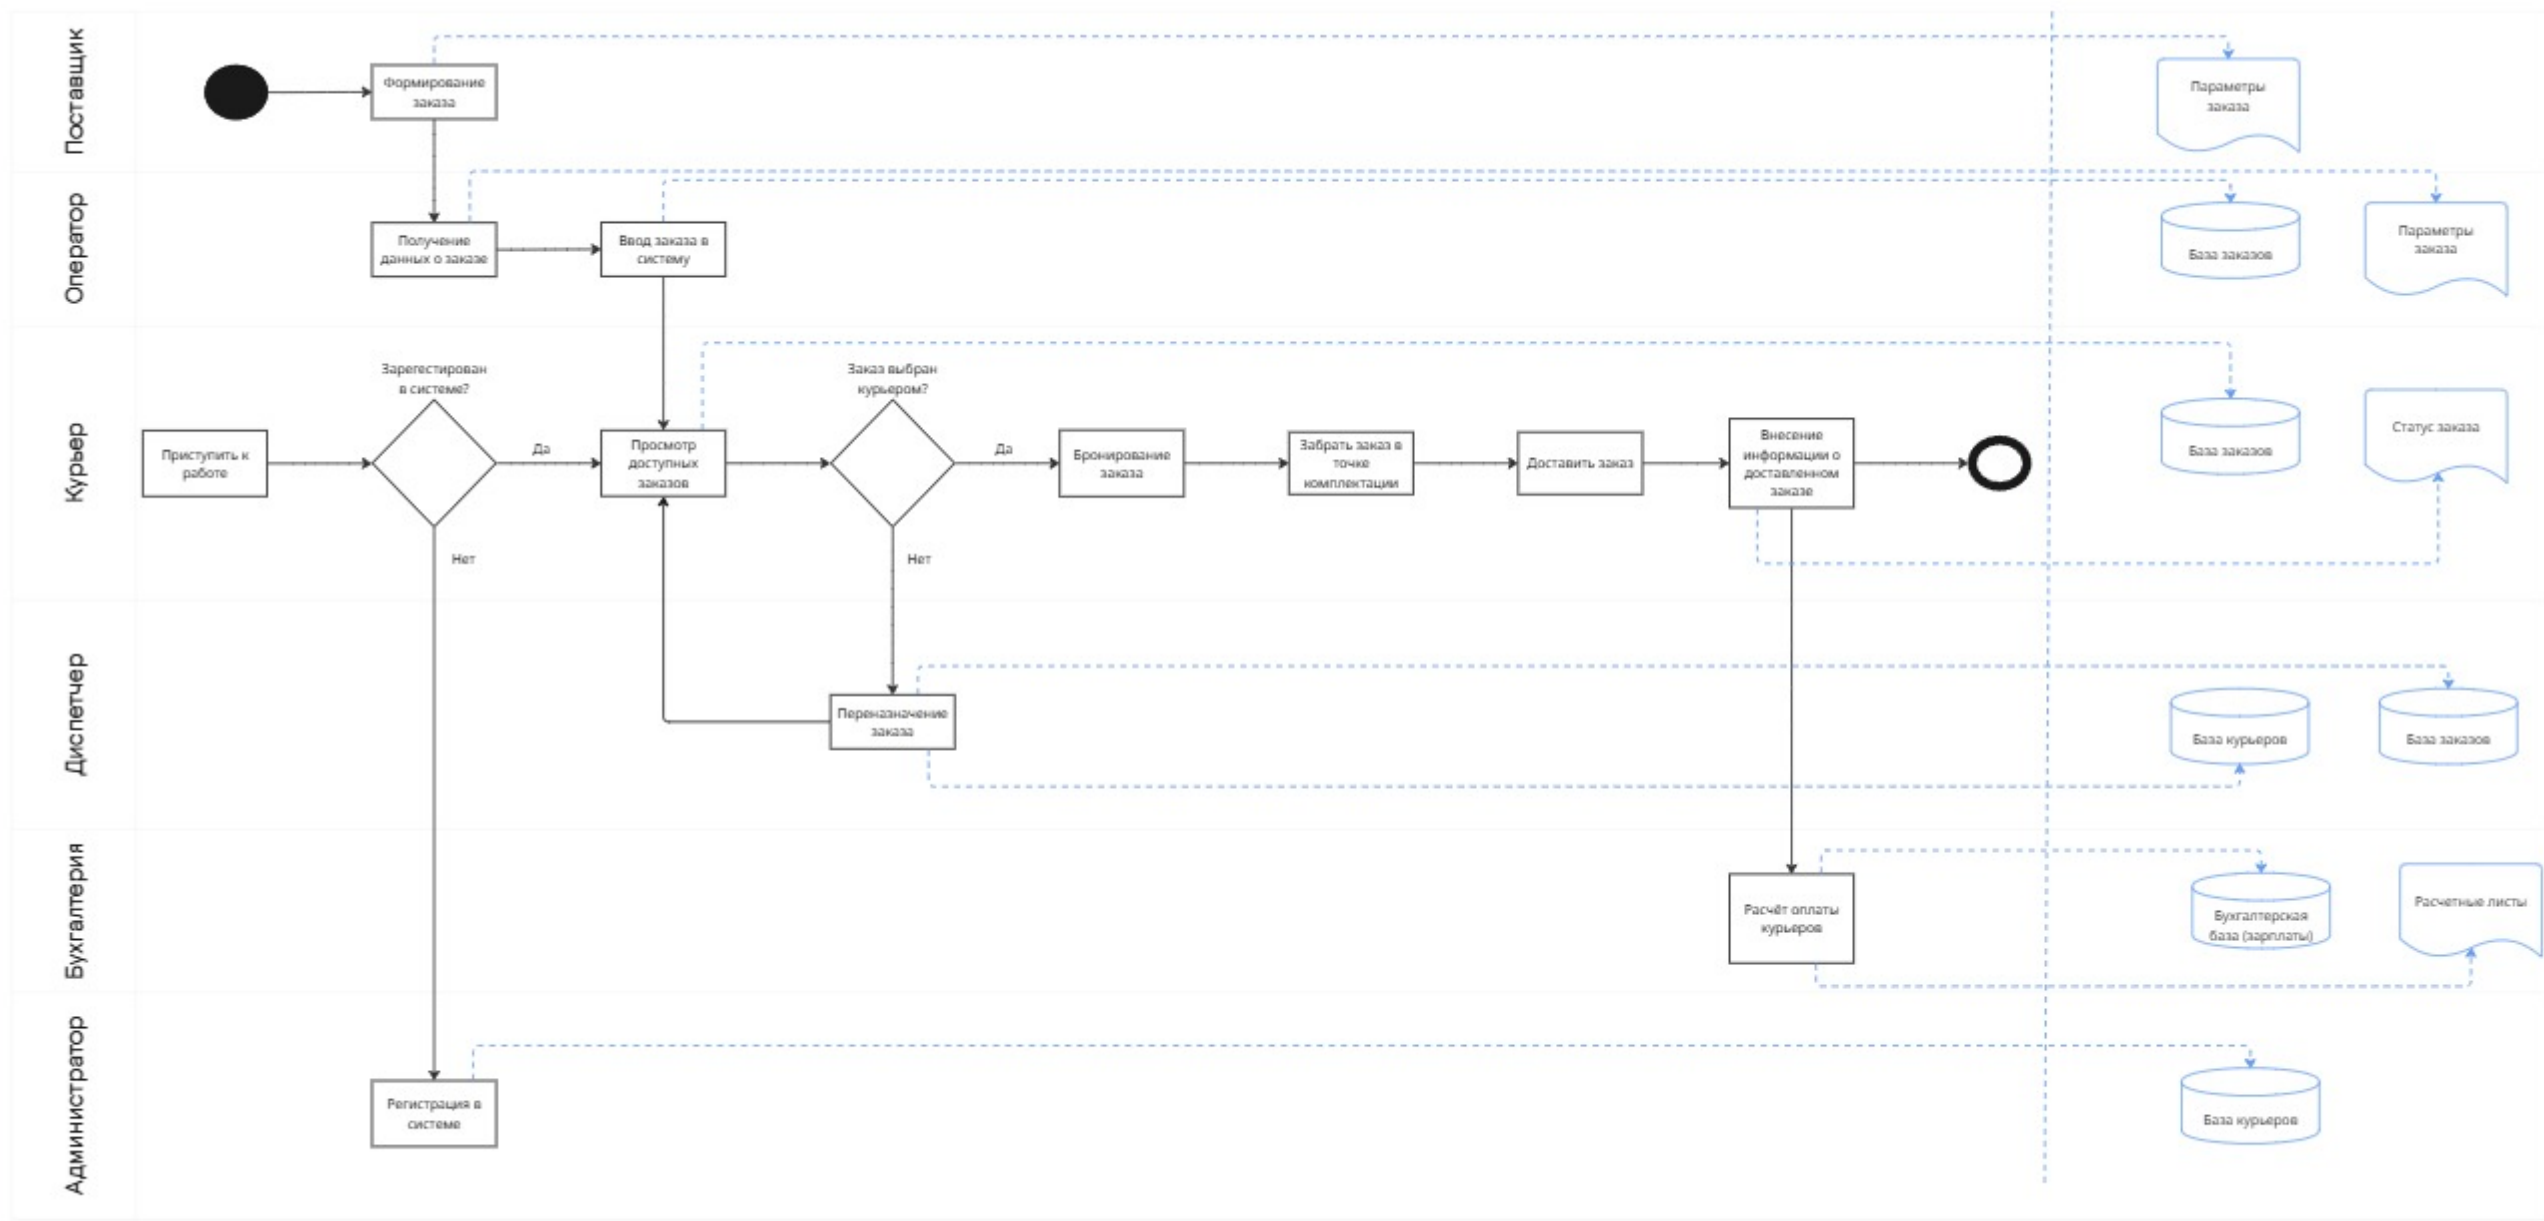 Поставщик
Формирование
заказа
Параметры
заказа
Оператор
Получение
данных о заказе
Ввод заказа в
систему
База заказов
Параметры
заказа
Курьер
Приступить к
работе
Зарегестирован
в системе?
Да
Нет
Просмотр
доступных
заказов
Заказ выбран
курьером?
Да
Нет
Бронирование
заказа
Забрать заказ в
точке
комплектации
Доставить заказ
Внесение
информации о
доставленном
заказе
База заказов
Статус заказа
Диспетчер
Переназначение
заказа
База курьеров
База заказов
Бухгалтерия
Расчёт оплаты
курьеров
Бухгалтерская
база (зарплаты)
Расчетные листы
Администратор
Регистрация в
системе
База курьеров